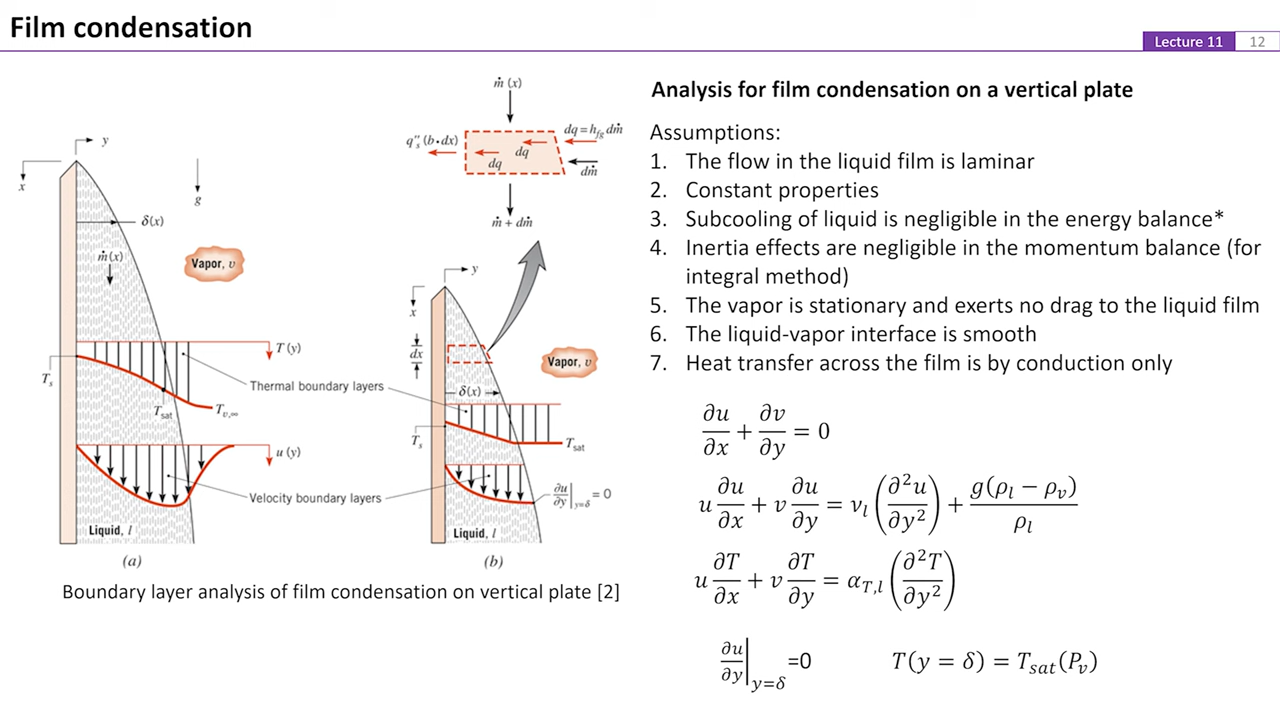 Film condensation
Lecture 11 12
ṁ(x)
q″ₛ(b·dx)
dq = h_fg dṁ
dq
dq
dṁ
ṁ + dṁ
y
x
g
δ(x)
ṁ(x)
Vapor, v
T(y)
Tₛ
Thermal boundary layers
T_sat
T_v,∞
u(y)
Velocity boundary layers
Liquid, l
(a)
y
x
dx
Vapor, v
δ(x)
Tₛ
T_sat
∂u/∂y|_y=δ = 0
Liquid, l
(b)
Boundary layer analysis of film condensation on vertical plate [2]
Analysis for film condensation on a vertical plate
Assumptions:
1. The flow in the liquid film is laminar
2. Constant properties
3. Subcooling of liquid is negligible in the energy balance*
4. Inertia effects are negligible in the momentum balance (for
integral method)
5. The vapor is stationary and exerts no drag to the liquid film
6. The liquid-vapor interface is smooth
7. Heat transfer across the film is by conduction only
∂u/∂x + ∂v/∂y = 0
u ∂u/∂x + v ∂u/∂y = ν_l (∂²u/∂y²) + g(ρ_l − ρ_v)/ρ_l
u ∂T/∂x + v ∂T/∂y = α_T,l (∂²T/∂y²)
∂u/∂y|_y=δ =0 T(y = δ) = T_sat(P_v)